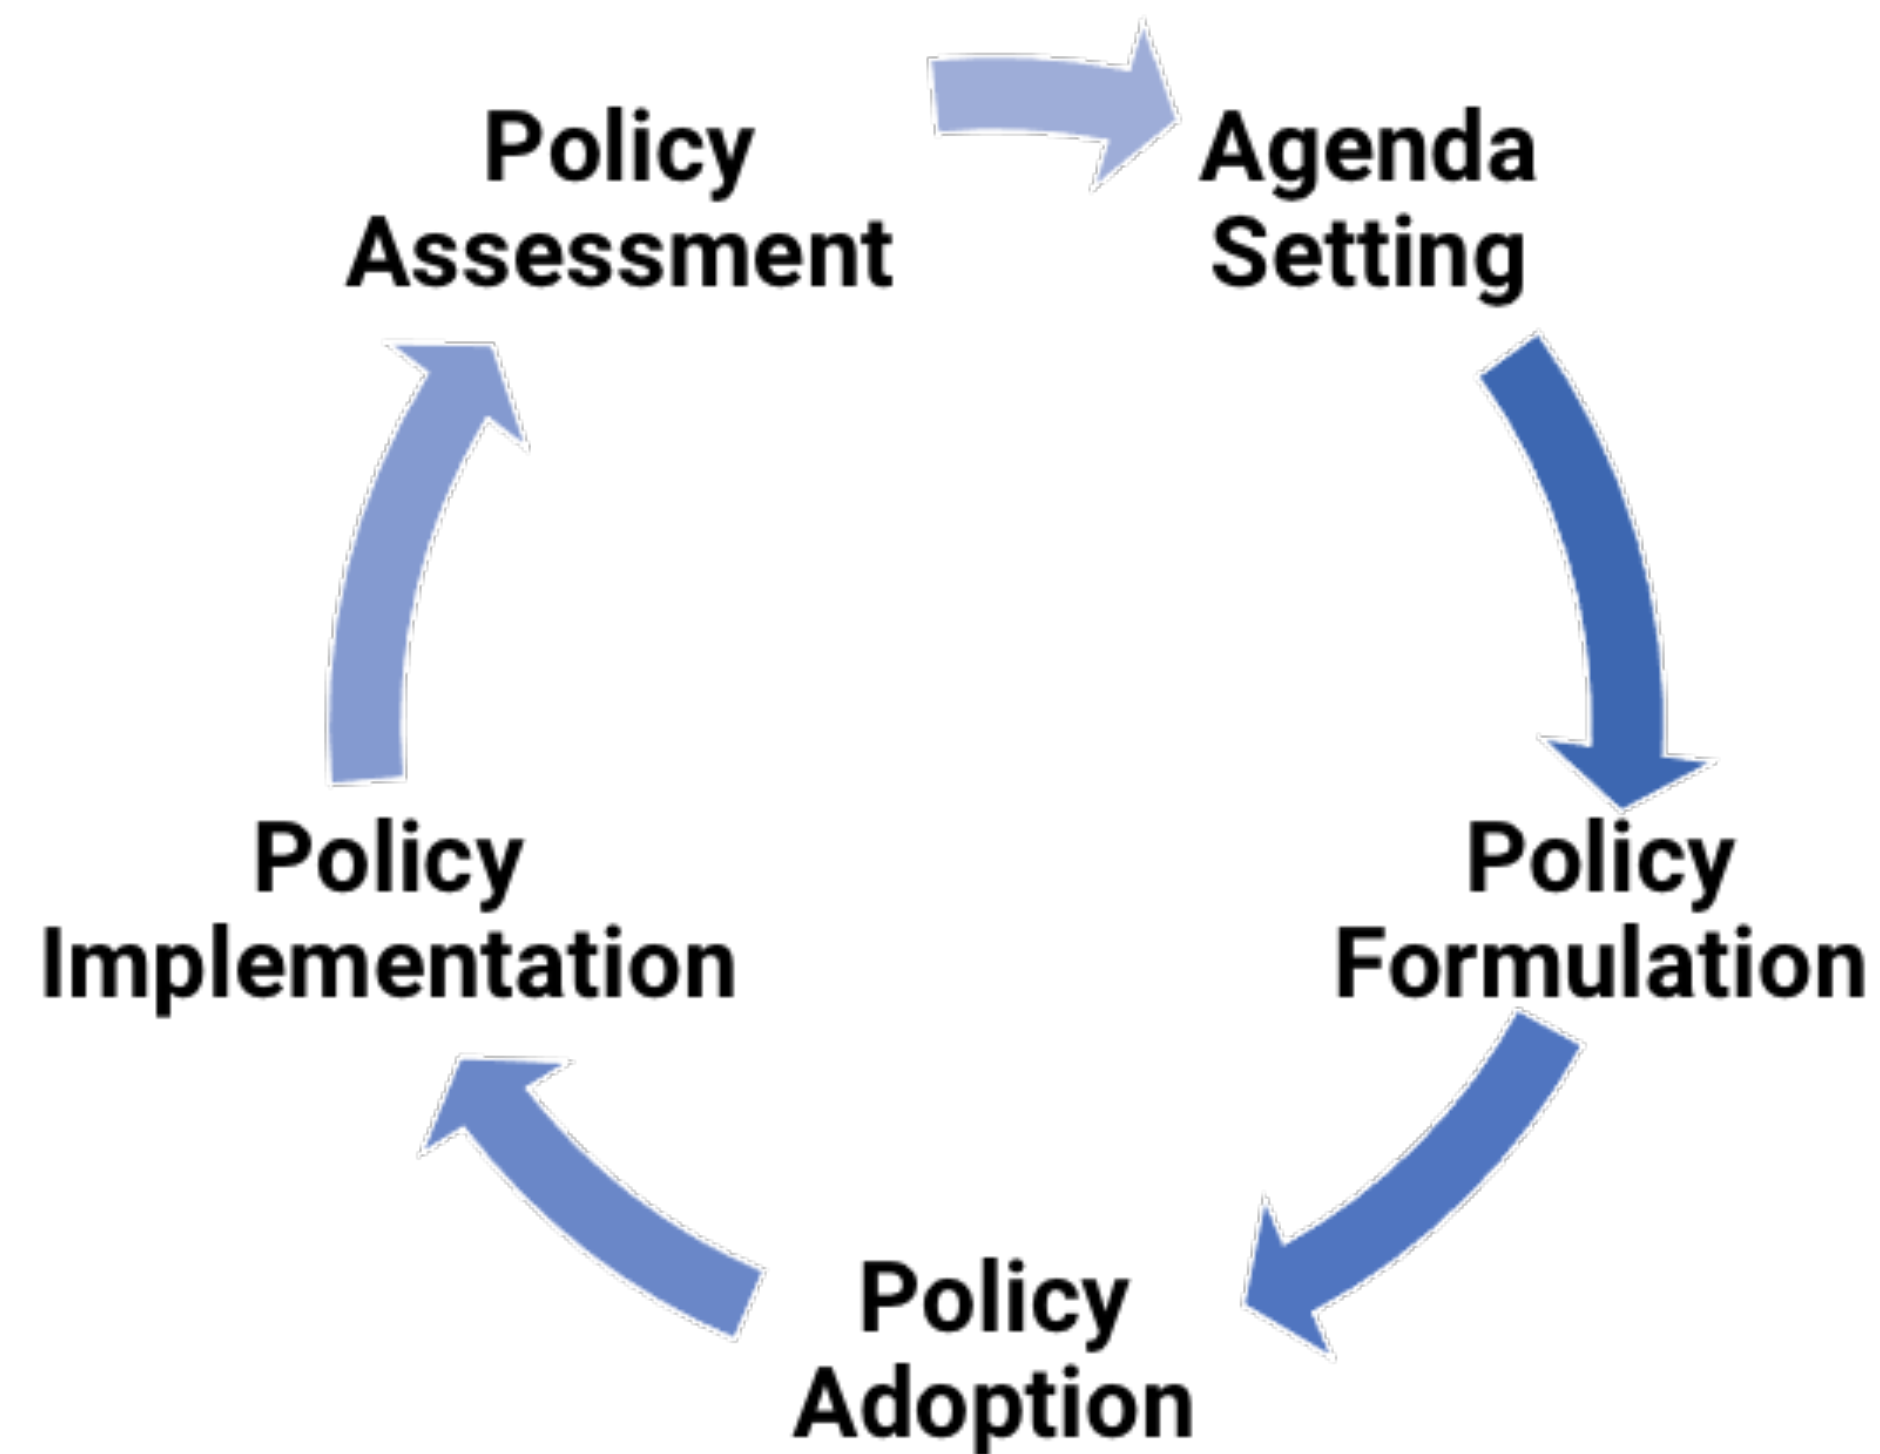 Policy
Assessment
Agenda
Setting
Policy
Implementation
Policy
Formulation
Policy
Adoption